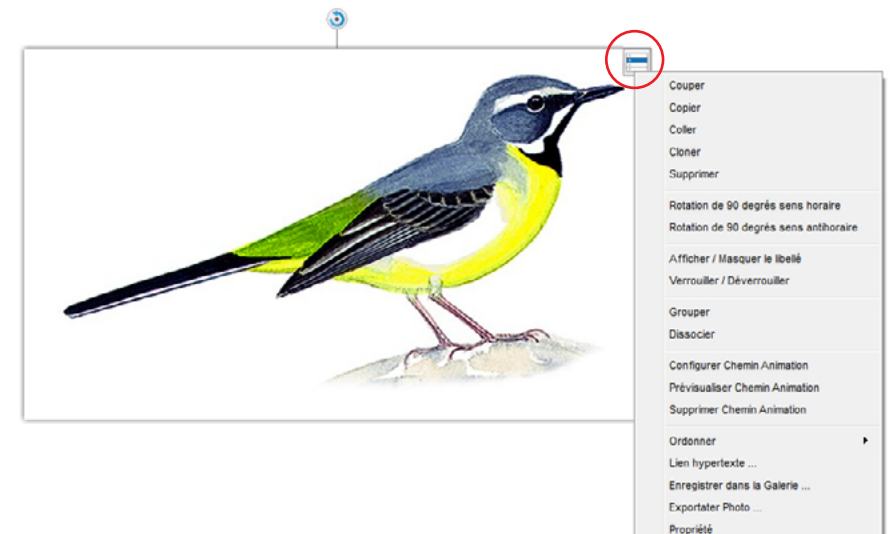 Couper
Copier
Coller
Cloner
Supprimer
Rotation de 90 degrés sens horaire
Rotation de 90 degrés sens antihoraire
Afficher / Masquer le libellé
Verrouiller / Déverrouiller
Grouper
Dissocier
Configurer Chemin Animation
Prévisualiser Chemin Animation
Supprimer Chemin Animation
Ordonner
Lien hypertexte ...
Enregistrer dans la Galerie ...
Exportater Photo ...
Propriété